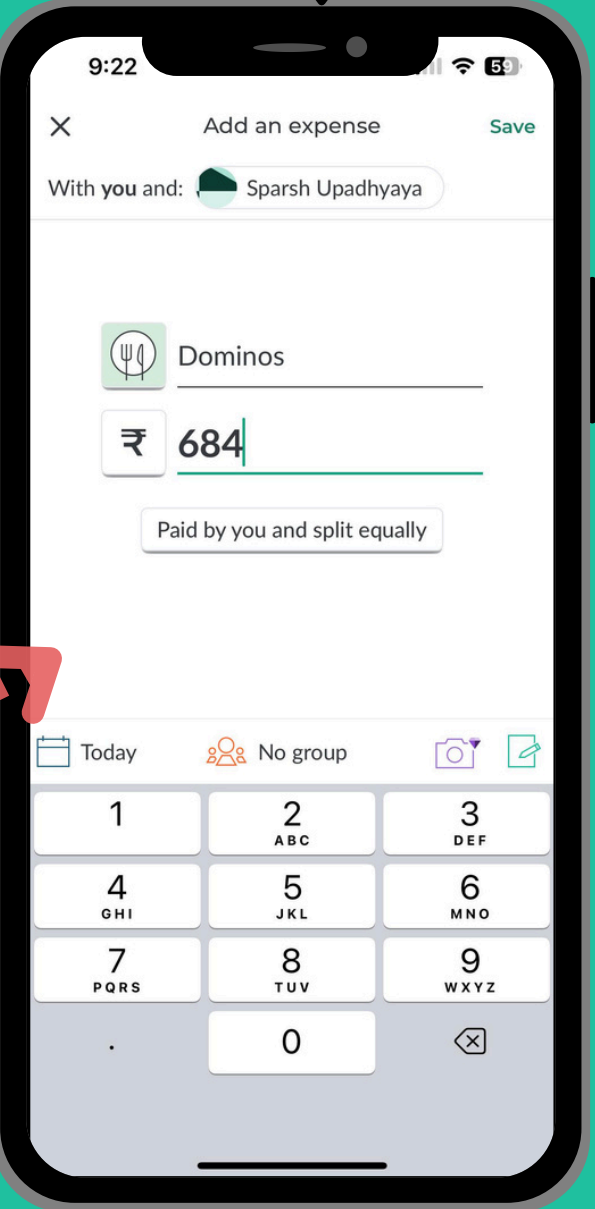 9:22 59
Add an expense Save
With you and: Sparsh Upadhyaya
Dominos
₹ 684
Paid by you and split equally
Today No group
1 2 3
ABC DEF
4 5 6
GHI JKL MNO
7 8 9
PQRS TUV WXYZ
. 0